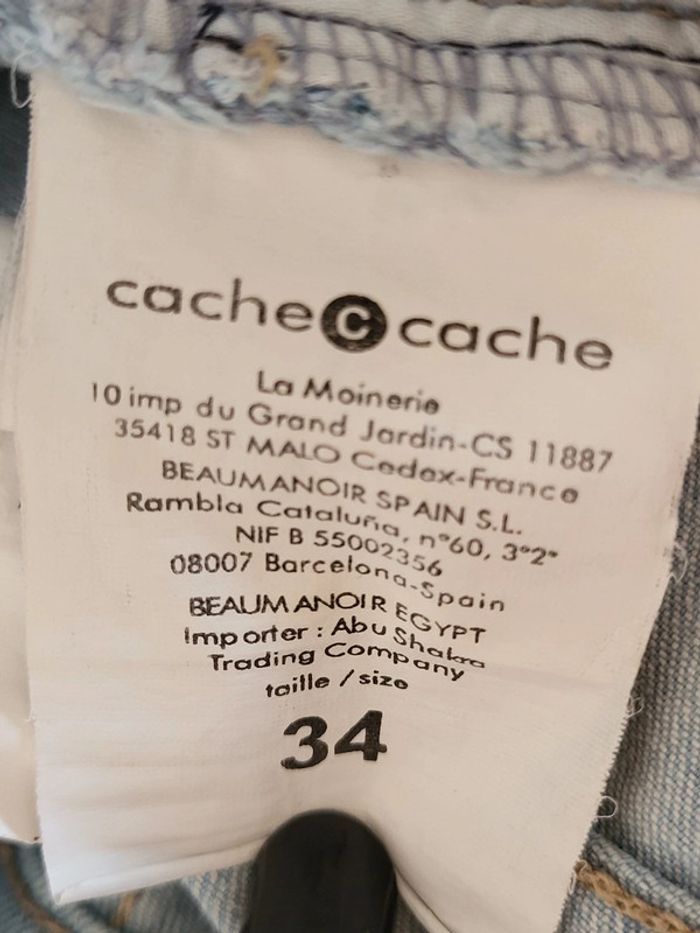 cache C cache
La Moinerie
10 imp du Grand Jardin-CS 11887
35418 ST MALO Cedex-France
BEAUMANOIR SPAIN S.L.
Rambla Cataluña, n°60, 3°2°
NIF B 55002356
08007 Barcelona-Spain
BEAUMANOIR EGYPT
Importer : Abu Shakra
Trading Company
taille / size
34